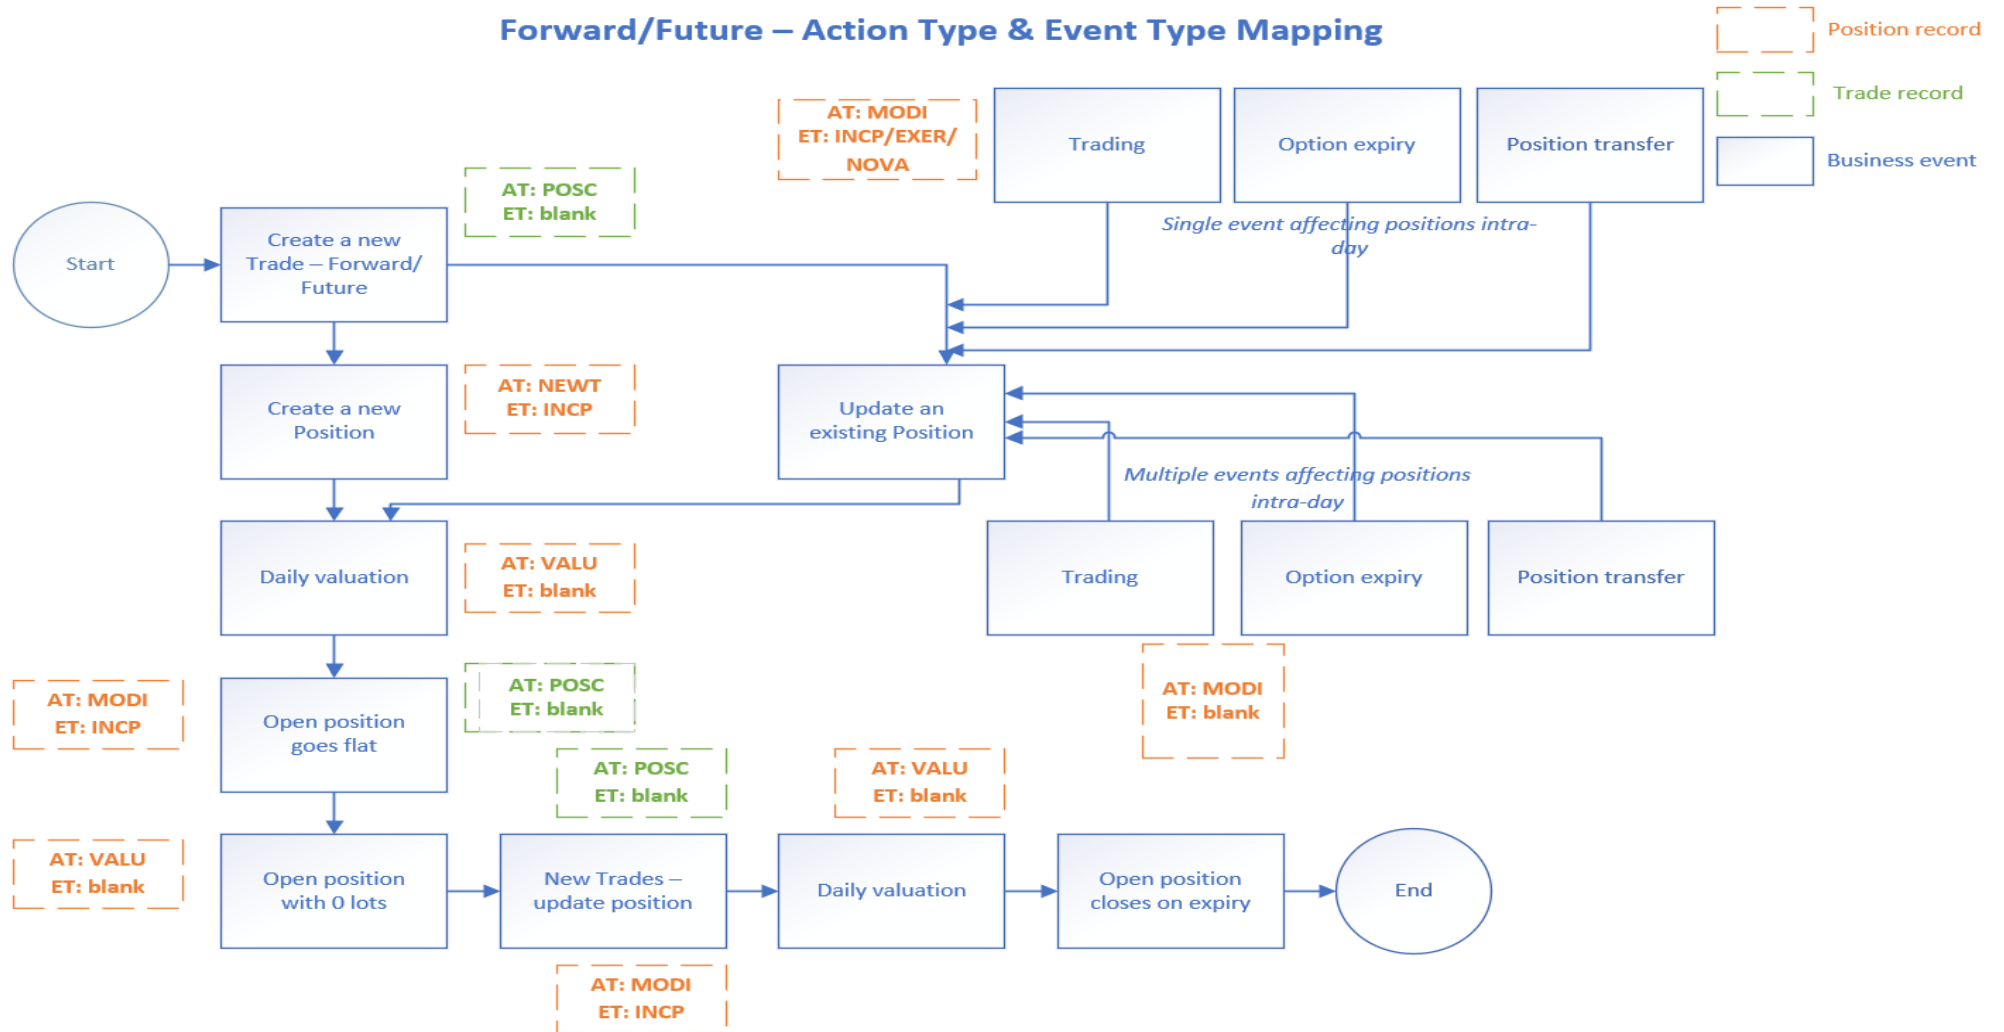 Forward/Future – Action Type & Event Type Mapping
Position record
Trade record
Business event
AT: MODI
ET: INCP/EXER/
NOVA
Trading
Option expiry
Position transfer
Single event affecting positions intra-
day
AT: POSC
ET: blank
Start
Create a new
Trade – Forward/
Future
Create a new
Position
AT: NEWT
ET: INCP
Update an
existing Position
Multiple events affecting positions
intra-day
Daily valuation
AT: VALU
ET: blank
Trading
Option expiry
Position transfer
AT: MODI
ET: blank
AT: MODI
ET: INCP
Open position
goes flat
AT: POSC
ET: blank
AT: POSC
ET: blank
AT: VALU
ET: blank
AT: VALU
ET: blank
Open position
with 0 lots
New Trades –
update position
Daily valuation
Open position
closes on expiry
End
AT: MODI
ET: INCP